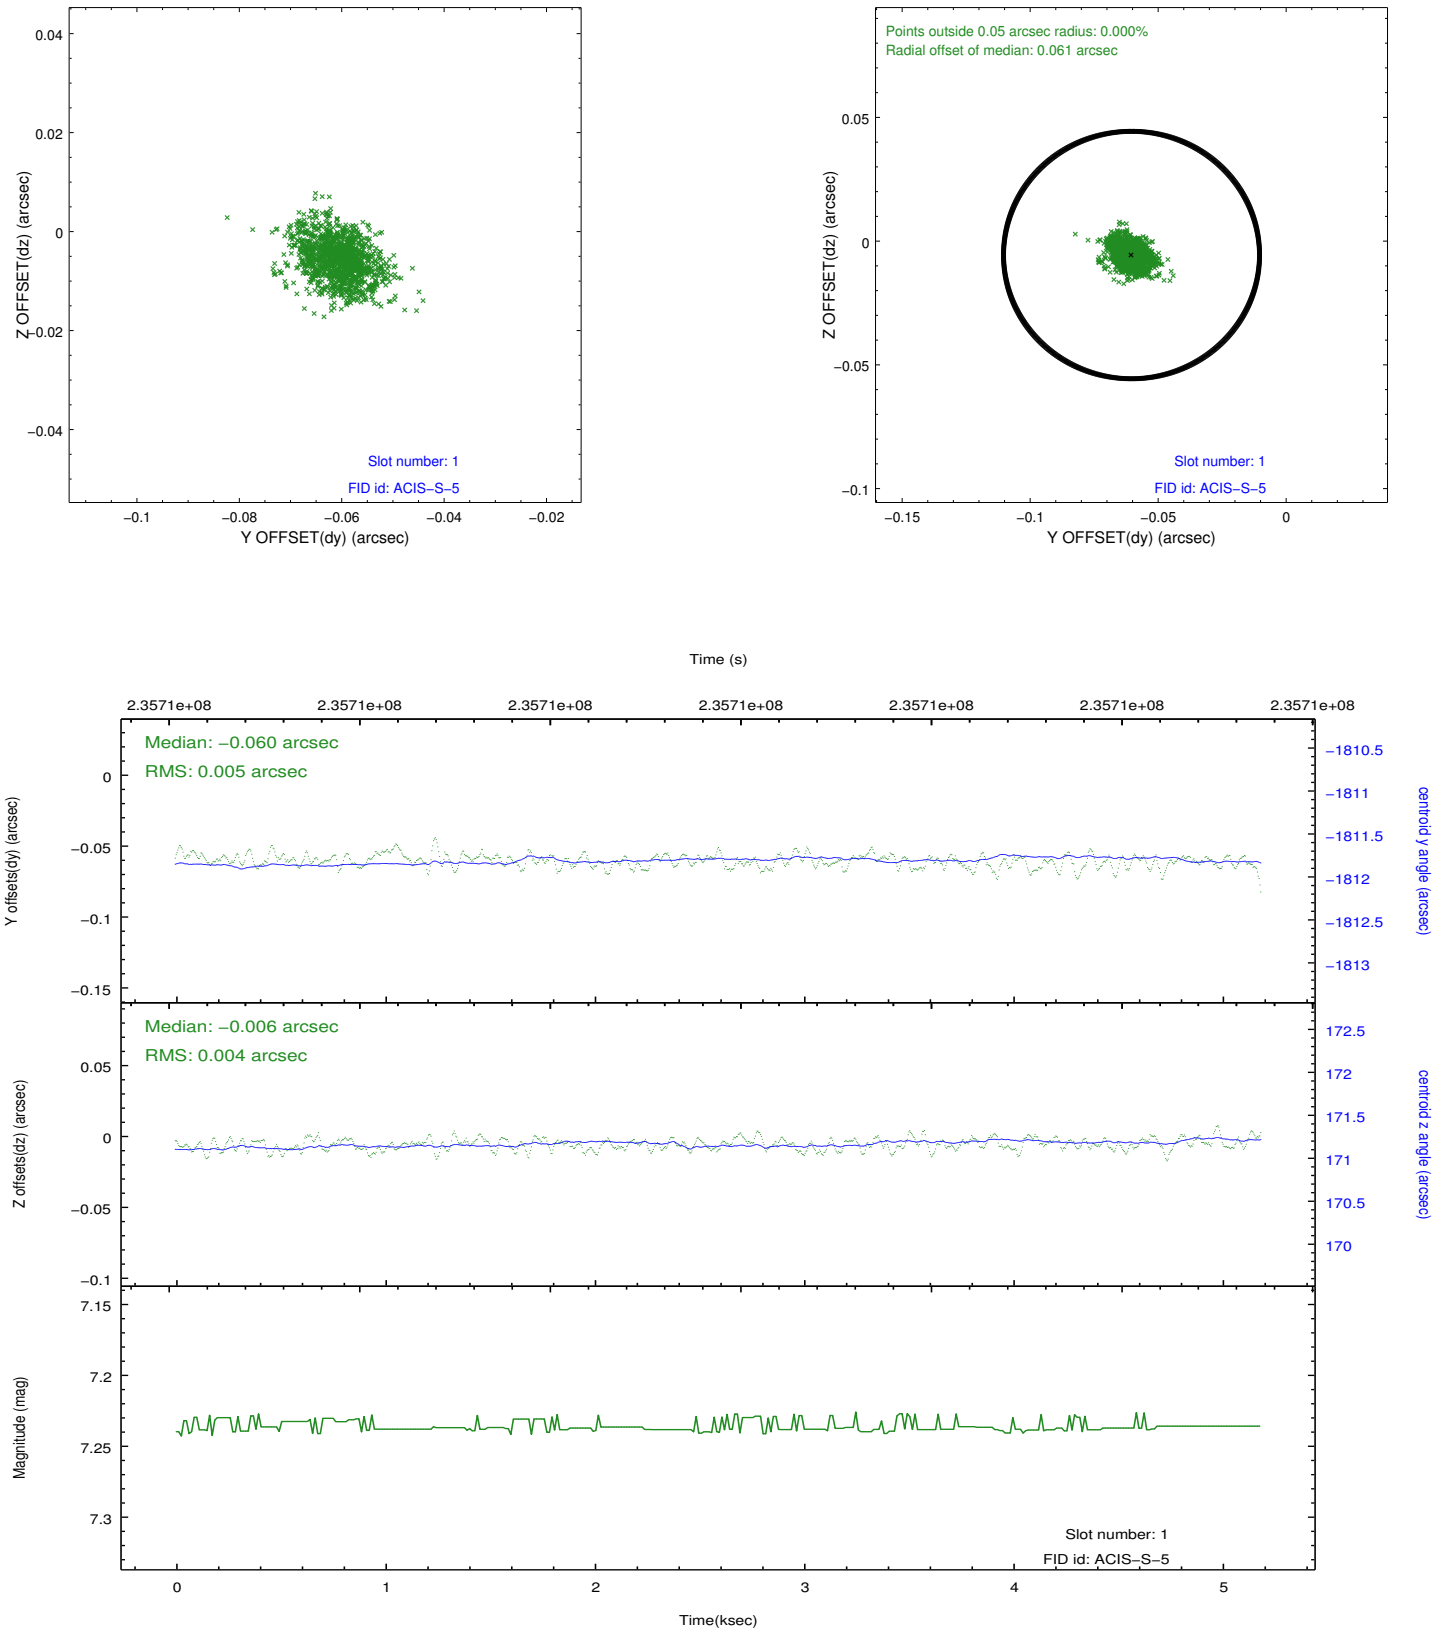 0.04
0.02
0
−0.02
−0.04
Z OFFSET(dz) (arcsec)
Slot number: 1
FID id: ACIS−S−5
−0.1
−0.08
−0.06
−0.04
−0.02
Y OFFSET(dy) (arcsec)
Points outside 0.05 arcsec radius: 0.000%
Radial offset of median: 0.061 arcsec
0.05
0
−0.05
−0.1
Z OFFSET(dz) (arcsec)
Slot number: 1
FID id: ACIS−S−5
−0.15
−0.1
−0.05
0
Y OFFSET(dy) (arcsec)
Time (s)
2.3571e+08
2.3571e+08
2.3571e+08
2.3571e+08
2.3571e+08
2.3571e+08
2.3571e+08
Median: −0.060 arcsec
RMS: 0.005 arcsec
0
−0.05
−0.1
−0.15
Y offsets(dy) (arcsec)
−1810.5
−1811
−1811.5
−1812
−1812.5
−1813
centroid y angle (arcsec)
Median: −0.006 arcsec
RMS: 0.004 arcsec
0.05
0
−0.05
−0.1
Z offsets(dz) (arcsec)
172.5
172
171.5
171
170.5
170
centroid z angle (arcsec)
7.15
7.2
7.25
7.3
Magnitude (mag)
Slot number: 1
FID id: ACIS−S−5
0
1
2
3
4
5
Time(ksec)